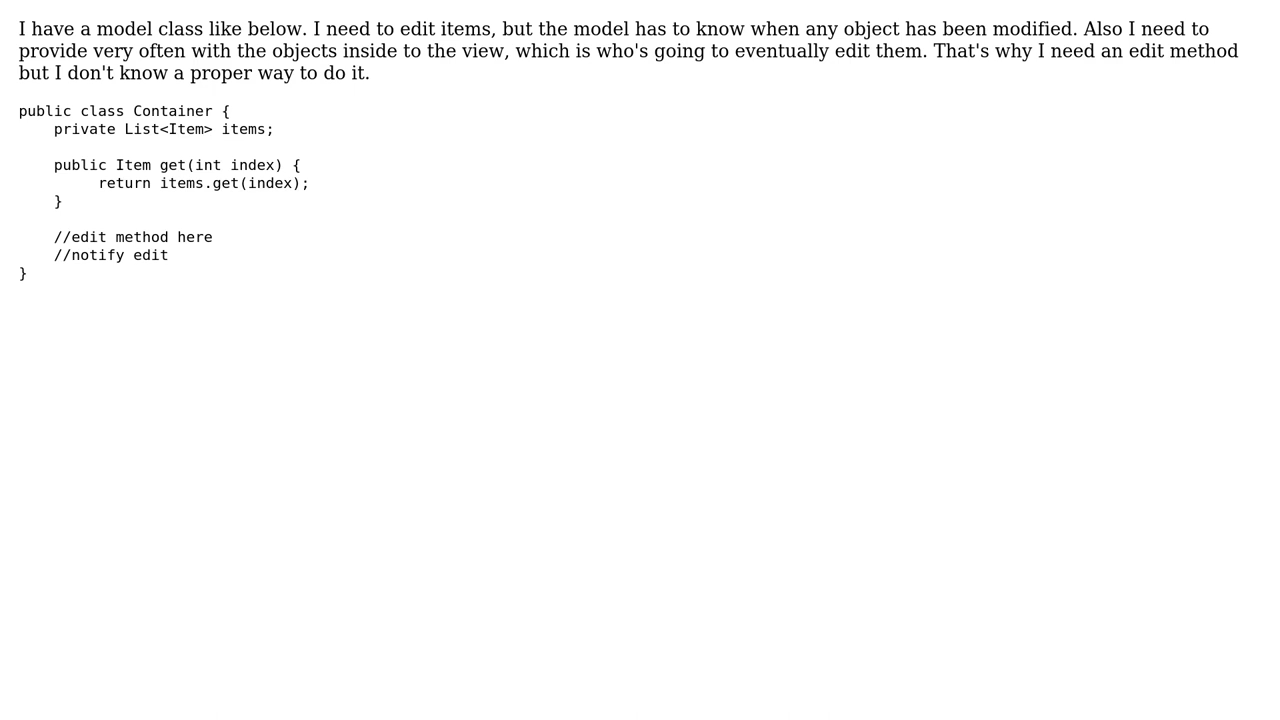 I have a model class like below. I need to edit items, but the model has to know when any object has been modified. Also I need to
provide very often with the objects inside to the view, which is who's going to eventually edit them. That's why I need an edit method
but I don't know a proper way to do it.
public class Container {
    private List<Item> items;
    public Item get(int index) {
         return items.get(index);
    }
    //edit method here
    //notify edit
}